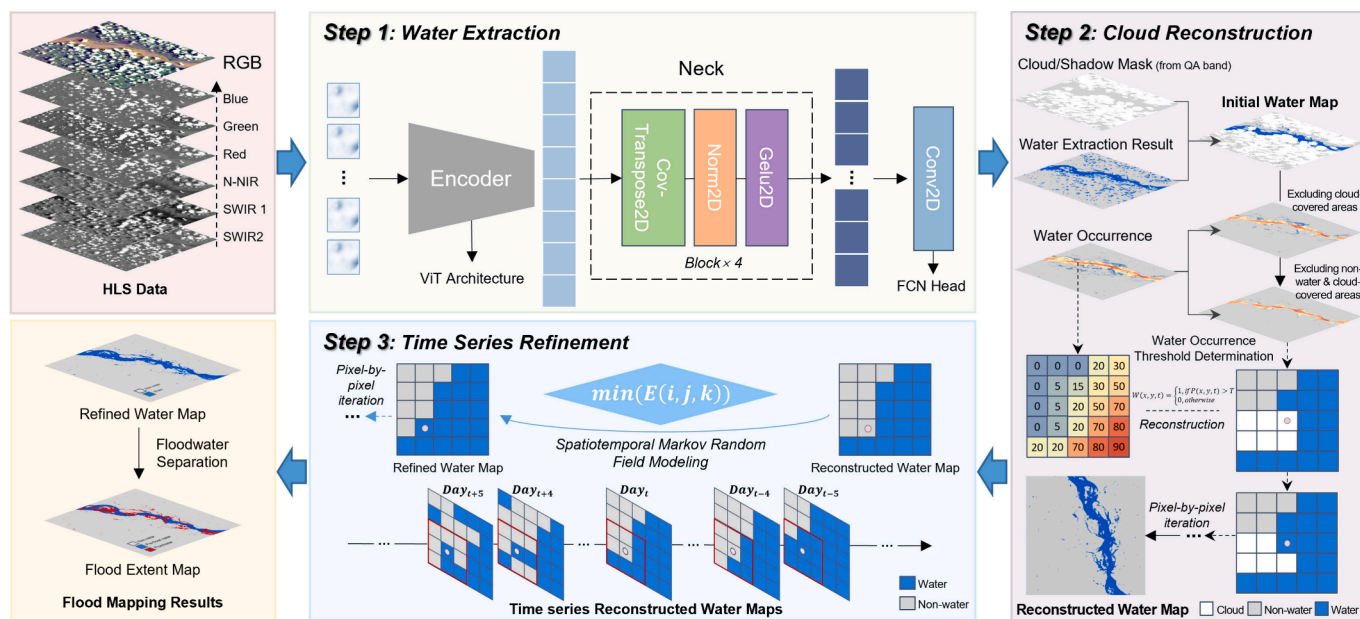 RGB
Blue
Green
Red
N-NIR
SWIR 1
SWIR2
HLS Data
Step 1: Water Extraction
Neck
Encoder
Cov-
Transpose2D
Norm2D
Gelu2D
Conv2D
Block× 4
ViT Architecture
FCN Head
Step 2: Cloud Reconstruction
Cloud/Shadow Mask (from QA band)
Initial Water Map
Water Extraction Result
Excluding cloud-
covered areas
Water Occurrence
Excluding non-
water & cloud-
covered areas
Water Occurrence
Threshold Determination
0 0 0 20 30
0 5 15 30 50
0 5 20 50 70
0 5 20 70 80
20 20 70 80 90
W(x, y, t) = {1, if P(x, y, t) > T
0, otherwise
Reconstruction
Pixel-by-pixel
iteration
...
Reconstructed Water Map
Cloud Non-water Water
Step 3: Time Series Refinement
Pixel-by-
pixel
iteration
...
min(E(i, j, k))
Spatiotemporal Markov Random
Field Modeling
Refined Water Map
Reconstructed Water Map
Day t+5 Day t+4 Day t Day t−4 Day t−5
... ... ... ...
Water
Non-water
Time series Reconstructed Water Maps
Refined Water Map
Floodwater
Separation
Flood Extent Map
Flood Mapping Results